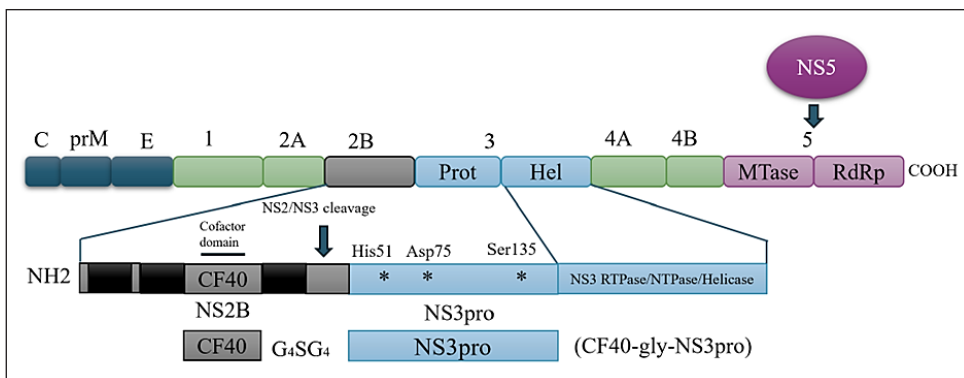 NS5
C prM E 1 2A 2B 3 4A 4B 5
Prot Hel MTase RdRp COOH
NS2/NS3 cleavage
Cofactor
domain
His51 Asp75 Ser135
NH2 CF40 * * * NS3 RTPase/NTPase/Helicase
NS2B NS3pro
CF40 G₄SG₄ NS3pro (CF40-gly-NS3pro)